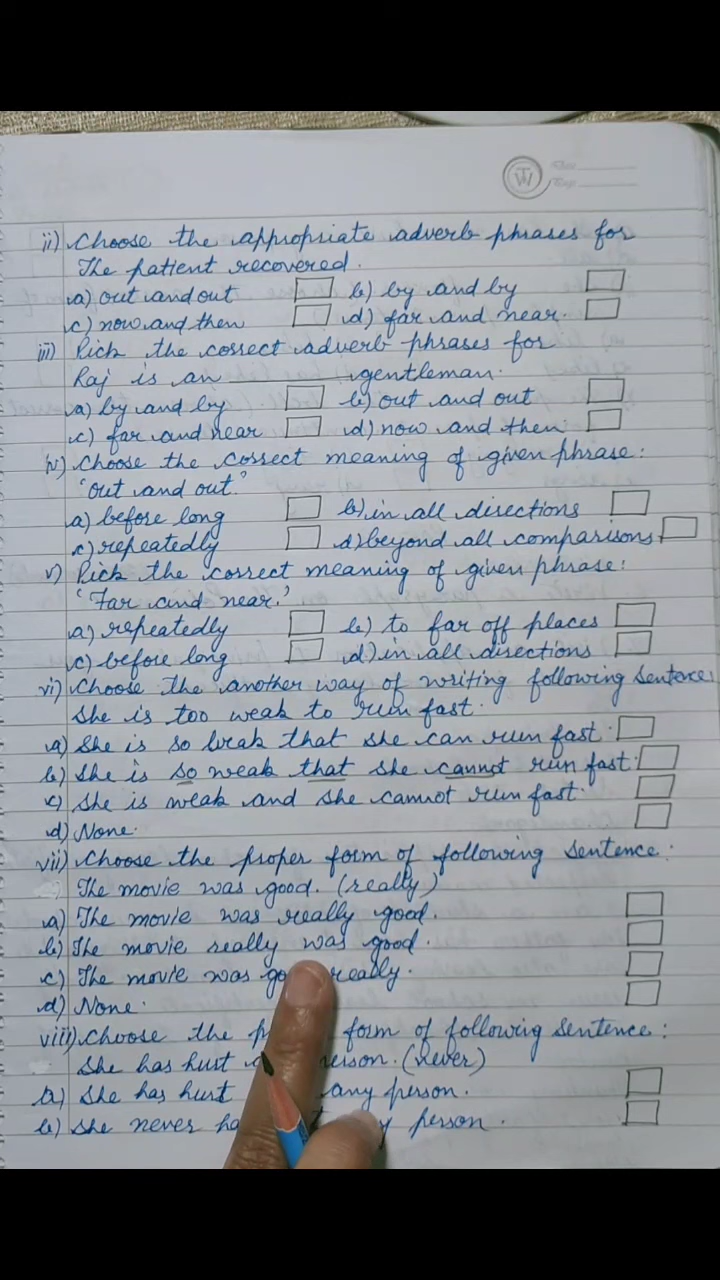 Date
Page
ii) Choose the appropriate adverb phrases for
The patient recovered.
a) out and out b) by and by
c) now and then d) far and near.
iii) Pick the correct adverb phrases for
Raj is an ________ gentleman.
a) by and by b) out and out
c) far and near d) now and then
iv) Choose the correct meaning of given phrase:
'out and out.'
a) before long b) in all directions
c) repeatedly d) beyond all comparisons
v) Pick the correct meaning of given phrase:
'Far and near.'
a) repeatedly b) to far off places
c) before long d) in all directions
vi) Choose the another way of writing following sentence:
She is too weak to run fast.
a) She is so weak that she can run fast.
b) She is so weak that she cannot run fast.
c) She is weak and she cannot run fast.
d) None.
vii) Choose the proper form of following sentence:
The movie was good. (really)
a) The movie was really good.
b) The movie really was good.
c) The movie was really.
d) None.
viii) Choose the form of following sentence:
She has hurt person. (never)
a) She has hurt any person.
b) She never person.